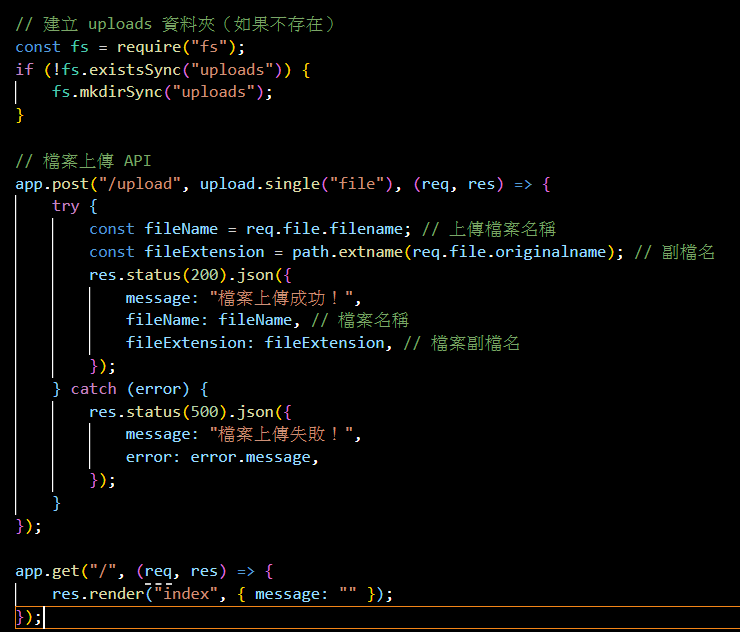 // 建立 uploads 資料夾（如果不存在）
const fs = require("fs");
if (!fs.existsSync("uploads")) {
    fs.mkdirSync("uploads");
}

// 檔案上傳 API
app.post("/upload", upload.single("file"), (req, res) => {
    try {
        const fileName = req.file.filename; // 上傳檔案名稱
        const fileExtension = path.extname(req.file.originalname); // 副檔名
        res.status(200).json({
            message: "檔案上傳成功！",
            fileName: fileName, // 檔案名稱
            fileExtension: fileExtension, // 檔案副檔名
        });
    } catch (error) {
        res.status(500).json({
            message: "檔案上傳失敗！",
            error: error.message,
        });
    }
});

app.get("/", (req, res) => {
    res.render("index", { message: "" });
});